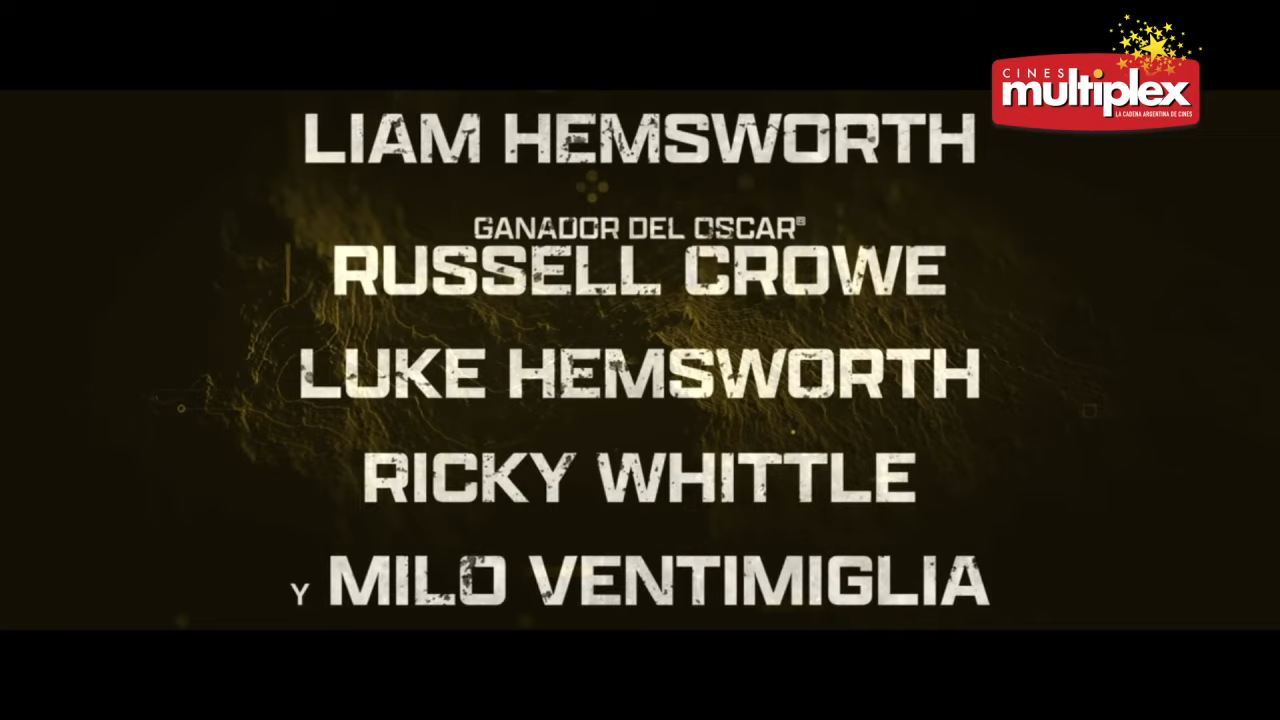 CINES
multiplex
LA CADENA ARGENTINA DE CINES
LIAM HEMSWORTH
GANADOR DEL OSCAR®
RUSSELL CROWE
LUKE HEMSWORTH
RICKY WHITTLE
Y MILO VENTIMIGLIA